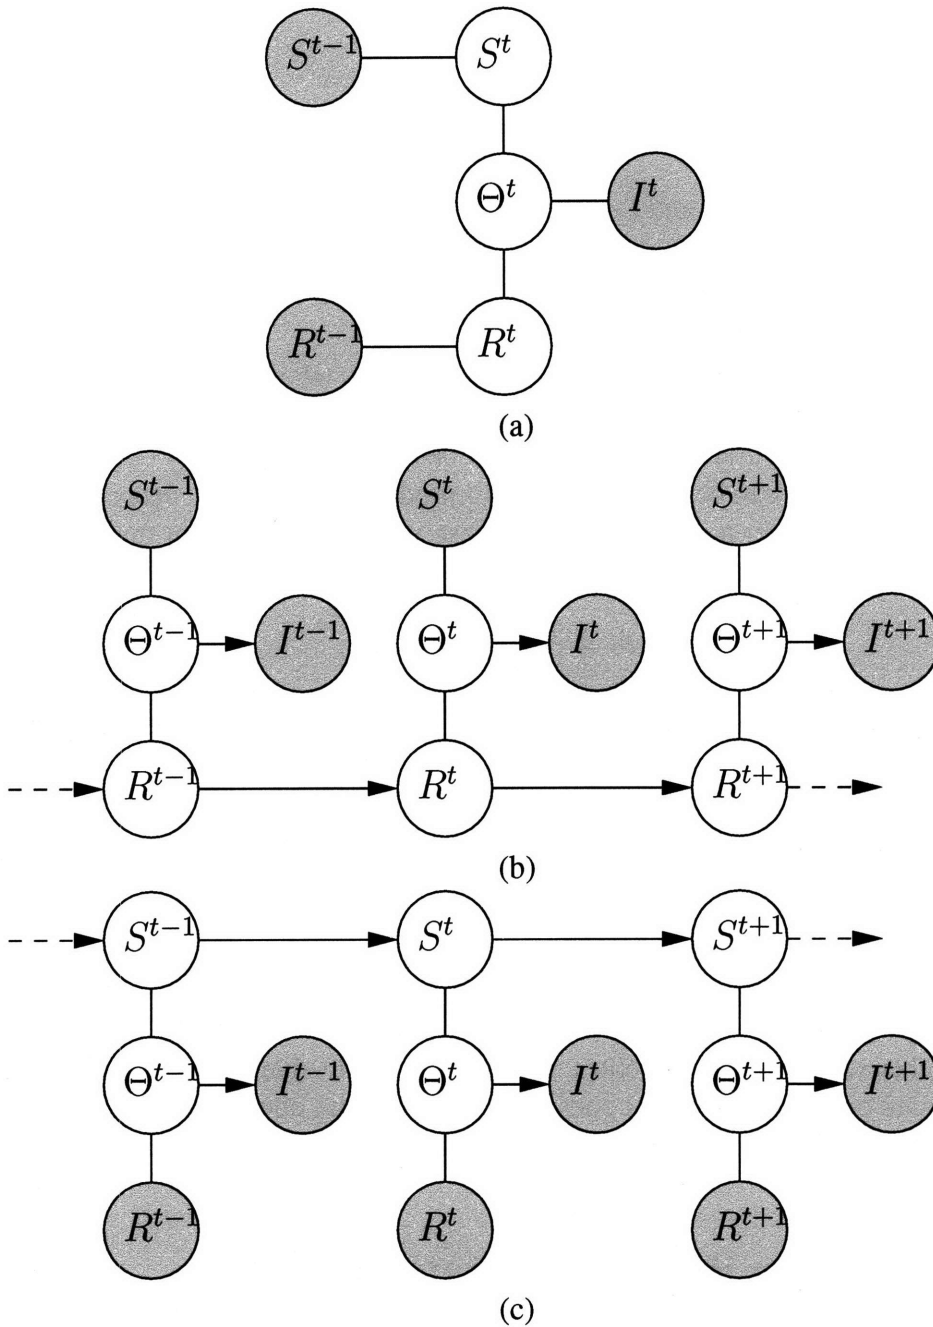 S^{t-1} S^t
Θ^t I^t
R^{t-1} R^t
(a)
S^{t-1} S^t S^{t+1}
Θ^{t-1} I^{t-1} Θ^t I^t Θ^{t+1} I^{t+1}
R^{t-1} R^t R^{t+1}
(b)
S^{t-1} S^t S^{t+1}
Θ^{t-1} I^{t-1} Θ^t I^t Θ^{t+1} I^{t+1}
R^{t-1} R^t R^{t+1}
(c)